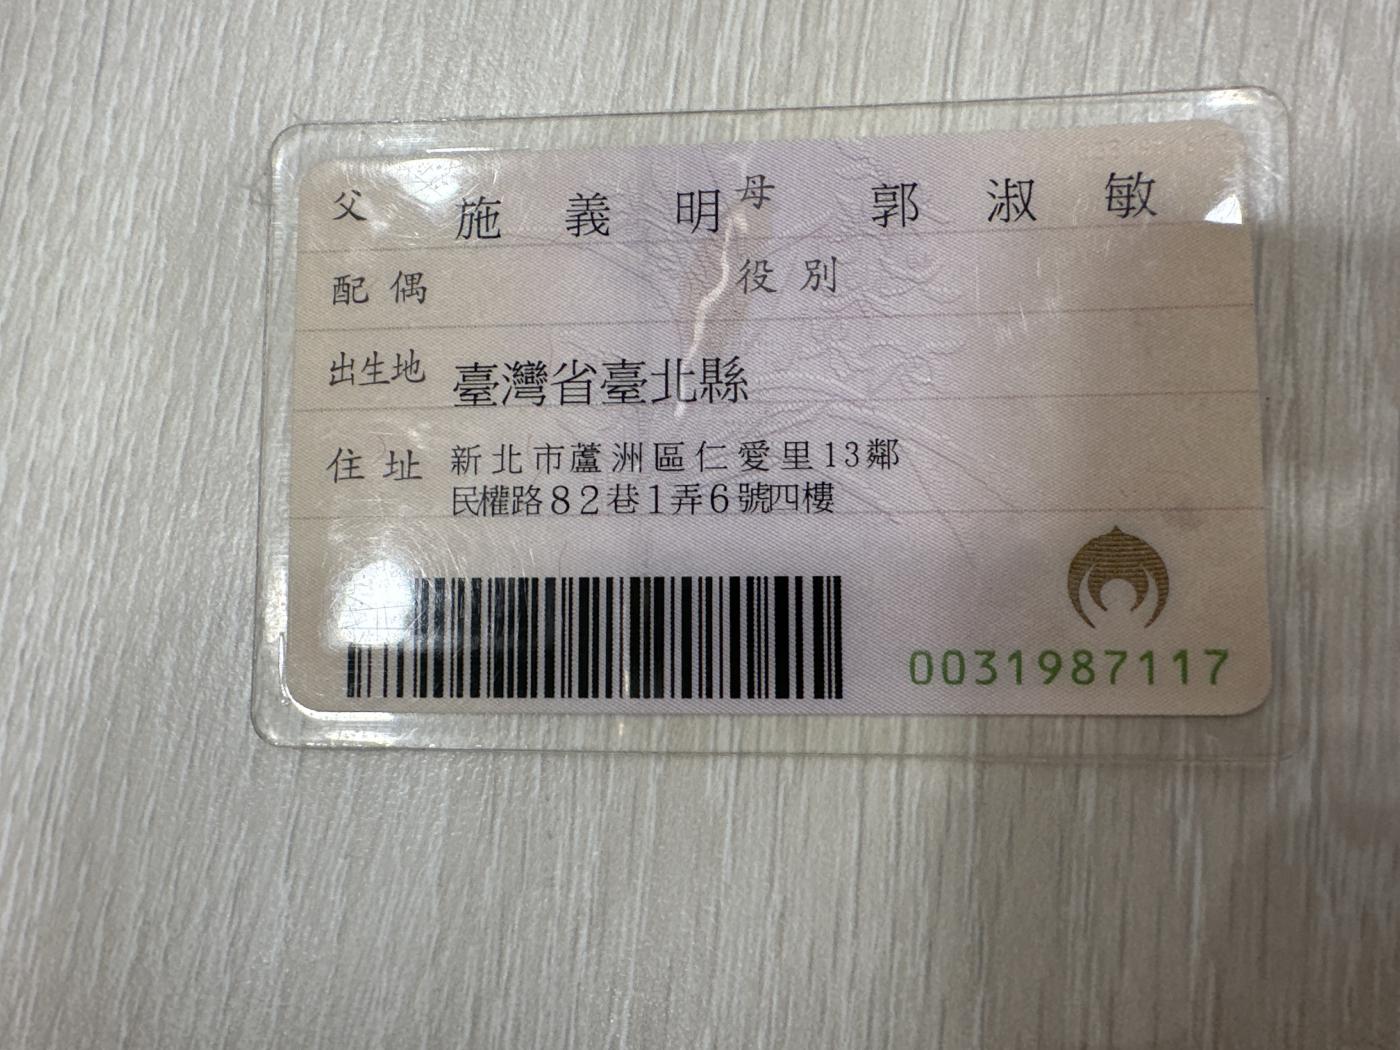 父 施義明 母 郭淑敏
配偶 役別
出生地 臺灣省臺北縣
住址 新北市蘆洲區仁愛里13鄰
民權路82巷1弄6號四樓
0031987117